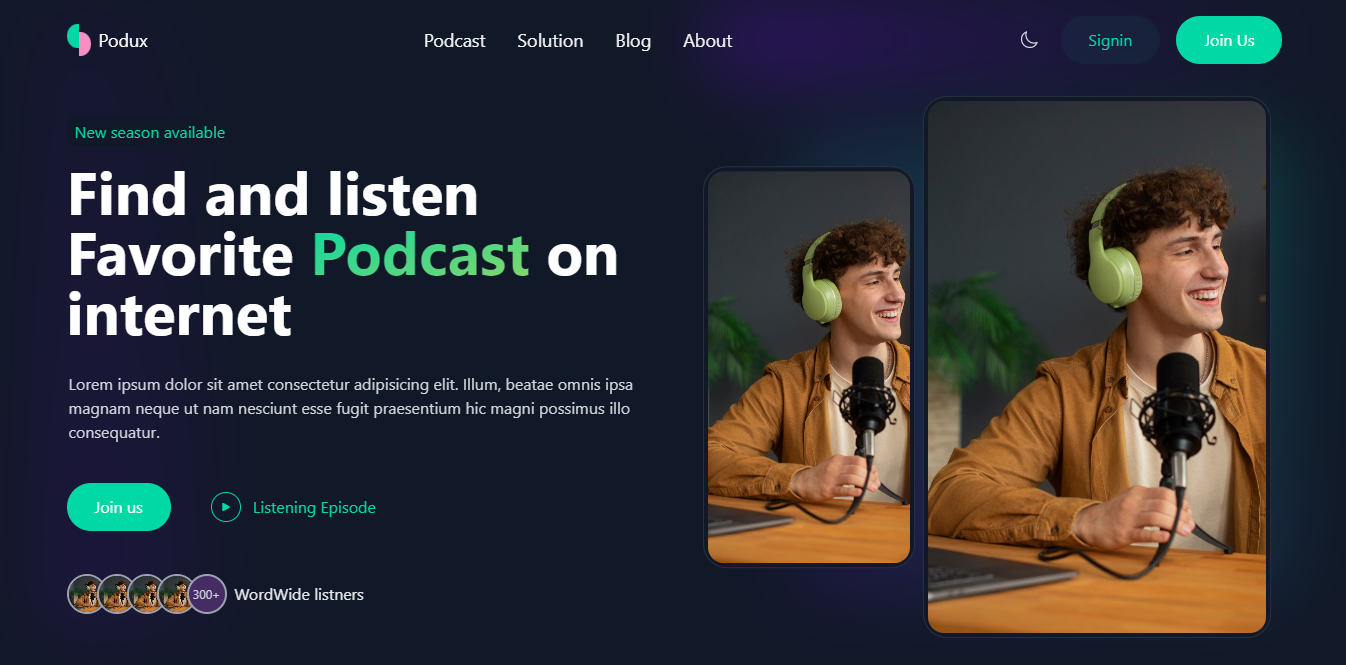 Podux
Podcast
Solution
Blog
About
Signin
Join Us
New season available
Find and listen
Favorite Podcast on
internet
Lorem ipsum dolor sit amet consectetur adipisicing elit. Illum, beatae omnis ipsa
magnam neque ut nam nesciunt esse fugit praesentium hic magni possimus illo
consequatur.
Join us
Listening Episode
300+
WordWide listners